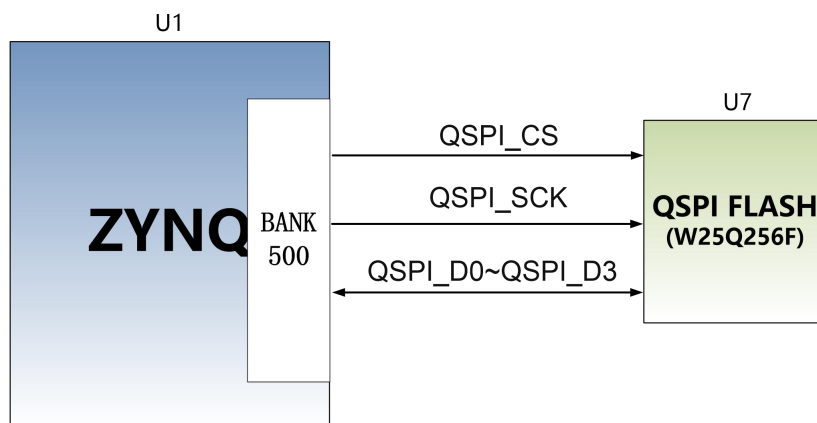 U1
ZYNQ
BANK
500
QSPI_CS
QSPI_SCK
QSPI_D0~QSPI_D3
U7
QSPI FLASH
(W25Q256F)